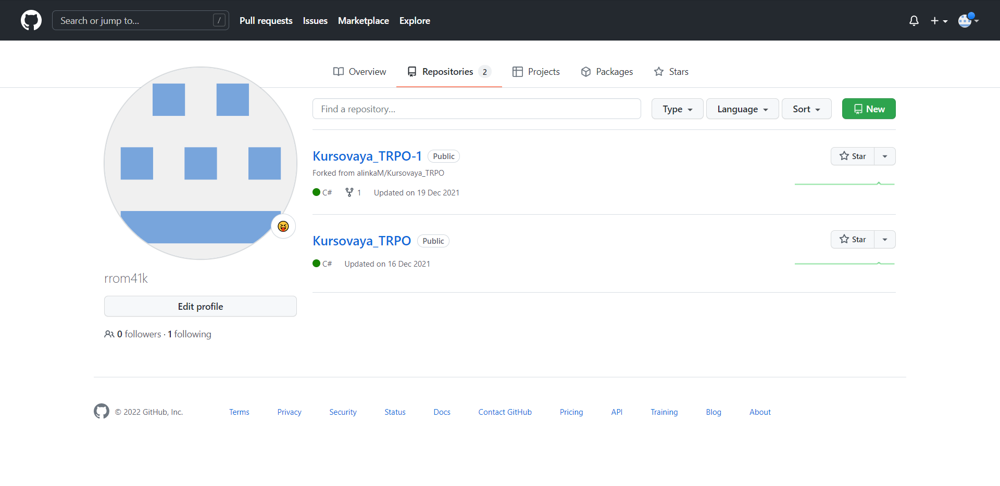 Search or jump to... /
Pull requests Issues Marketplace Explore
Overview Repositories 2 Projects Packages Stars
Find a repository... Type Language Sort New
Kursovaya_TRPO-1 Public Star
Forked from alinkaM/Kursovaya_TRPO
C# 1 Updated on 19 Dec 2021
Kursovaya_TRPO Public Star
C# Updated on 16 Dec 2021
rrom41k
Edit profile
0 followers · 1 following
© 2022 GitHub, Inc. Terms Privacy Security Status Docs Contact GitHub Pricing API Training Blog About